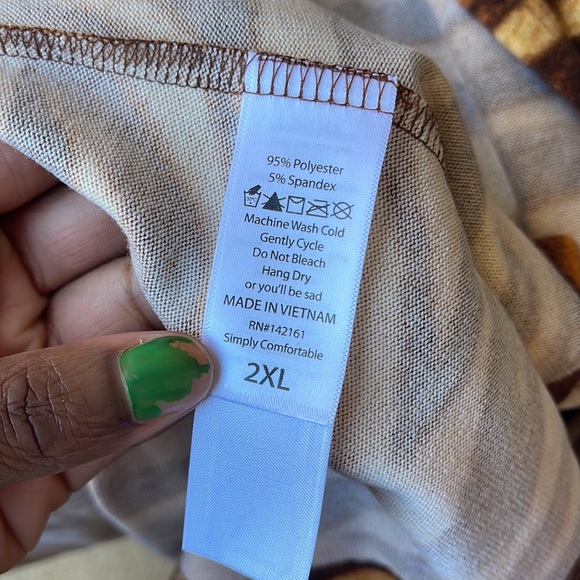 95% Polyester
5% Spandex
Machine Wash Cold
Gently Cycle
Do Not Bleach
Hang Dry
or you'll be sad
MADE IN VIETNAM
RN#142161
Simply Comfortable
2XL